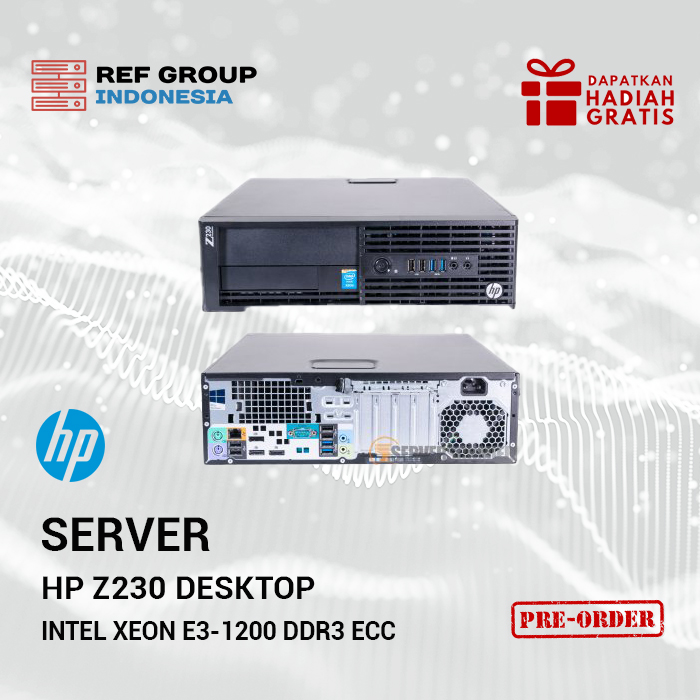 REF GROUP
INDONESIA
DAPATKAN
HADIAH
GRATIS
Z230
hp
SERVER
hp
SERVER
HP Z230 DESKTOP
INTEL XEON E3-1200 DDR3 ECC
PRE-ORDER